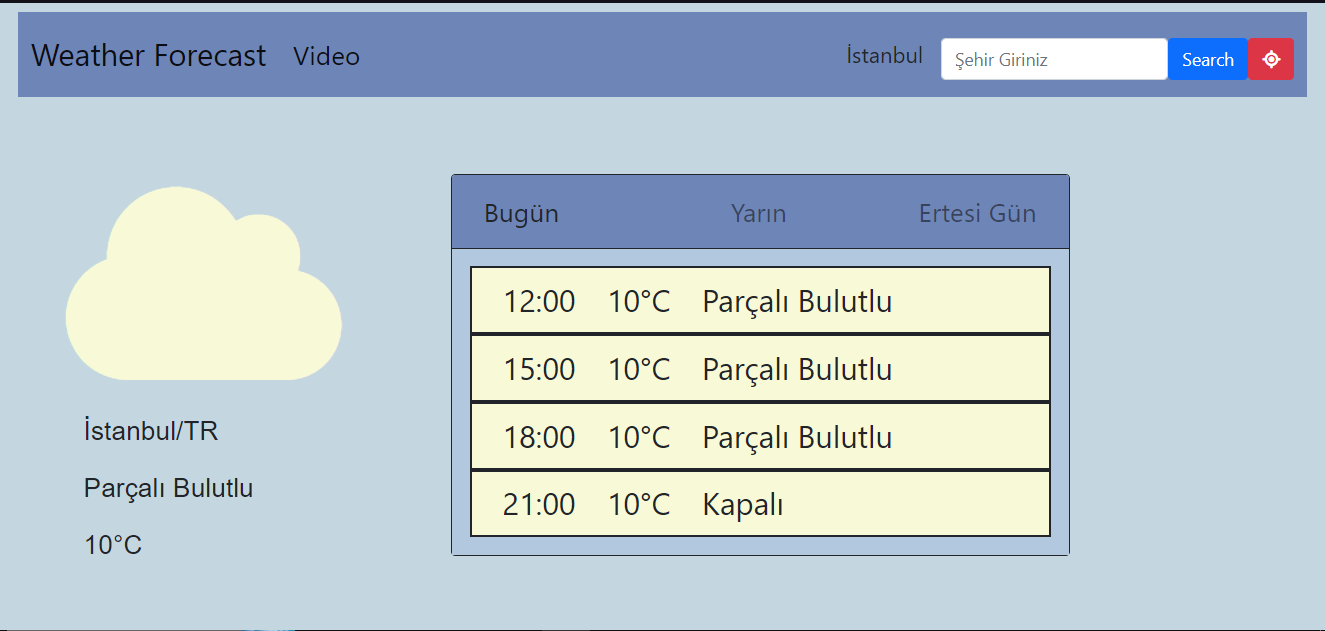 Weather Forecast Video İstanbul Şehir Giriniz Search
Bugün Yarın Ertesi Gün
12:00 10°C Parçalı Bulutlu
15:00 10°C Parçalı Bulutlu
18:00 10°C Parçalı Bulutlu
21:00 10°C Kapalı
İstanbul/TR
Parçalı Bulutlu
10°C